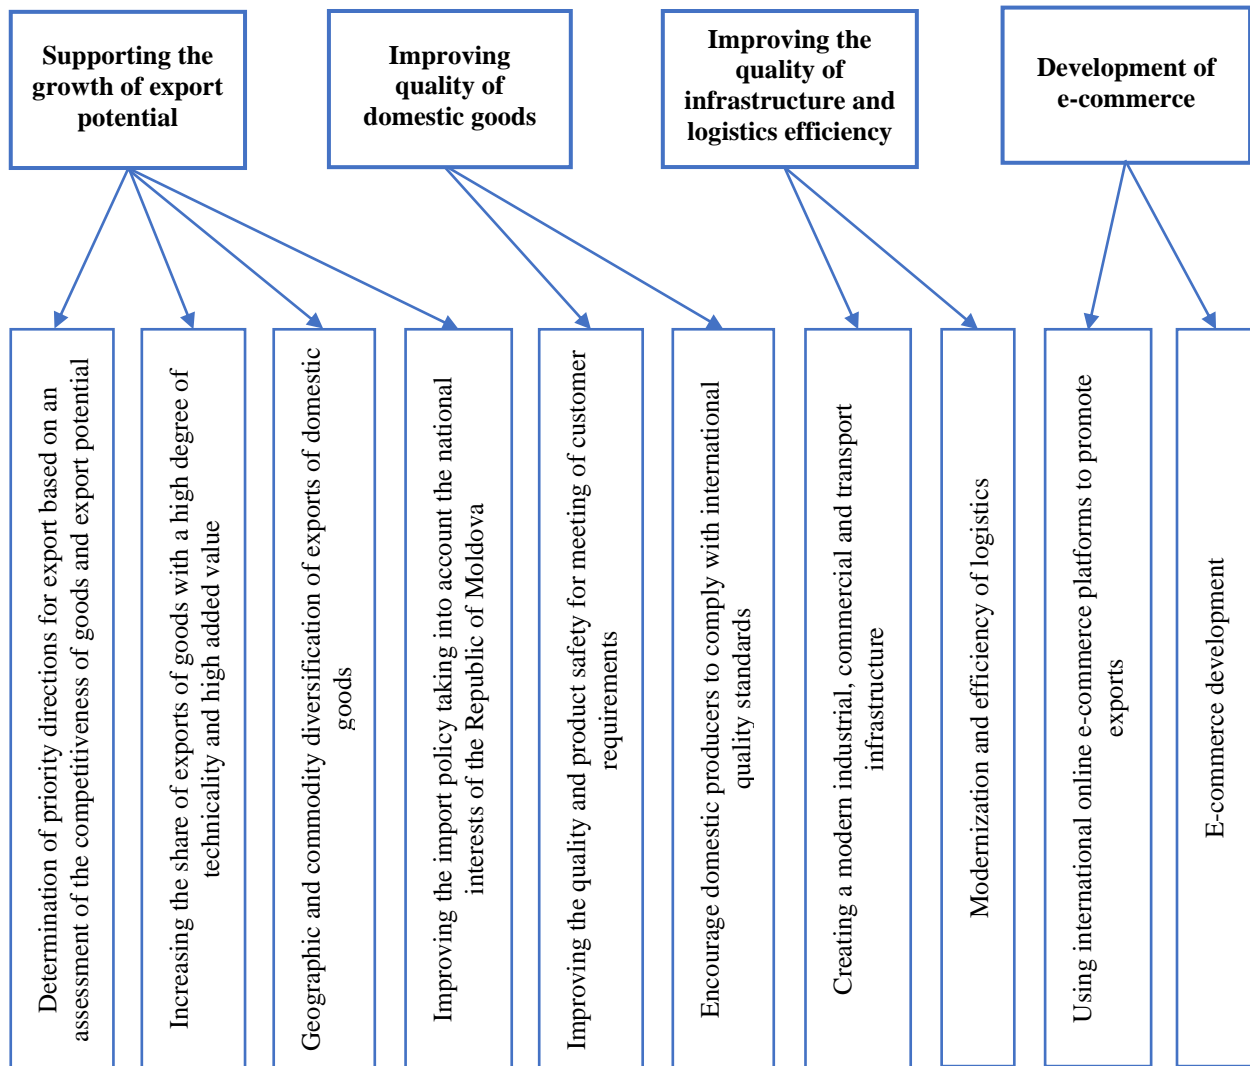 Supporting the
growth of export
potential
Improving
quality of
domestic goods
Improving the
quality of
infrastructure and
logistics efficiency
Development of
e-commerce
Determination of priority directions for export based on an
assessment of the competitiveness of goods and export potential
Increasing the share of exports of goods with a high degree of
technicality and high added value
Geographic and commodity diversification of exports of domestic
goods
Improving the import policy taking into account the national
interests of the Republic of Moldova
Improving the quality and product safety for meeting of customer
requirements
Encourage domestic producers to comply with international
quality standards
Creating a modern industrial, commercial and transport
infrastructure
Modernization and efficiency of logistics
Using international online e-commerce platforms to promote
exports
E-commerce development